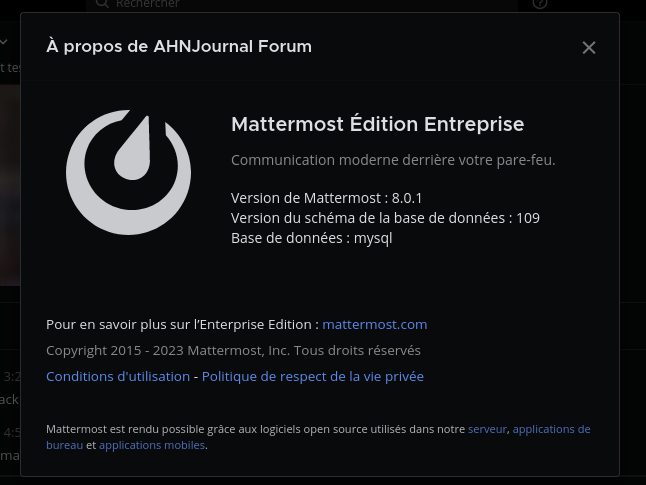 Rechercher
À propos de AHNJournal Forum
Mattermost Édition Entreprise
Communication moderne derrière votre pare-feu.
Version de Mattermost : 8.0.1
Version du schéma de la base de données : 109
Base de données : mysql
Pour en savoir plus sur l’Enterprise Edition : mattermost.com
Copyright 2015 - 2023 Mattermost, Inc. Tous droits réservés
Conditions d'utilisation - Politique de respect de la vie privée
Mattermost est rendu possible grâce aux logiciels open source utilisés dans notre serveur, applications de
bureau et applications mobiles.